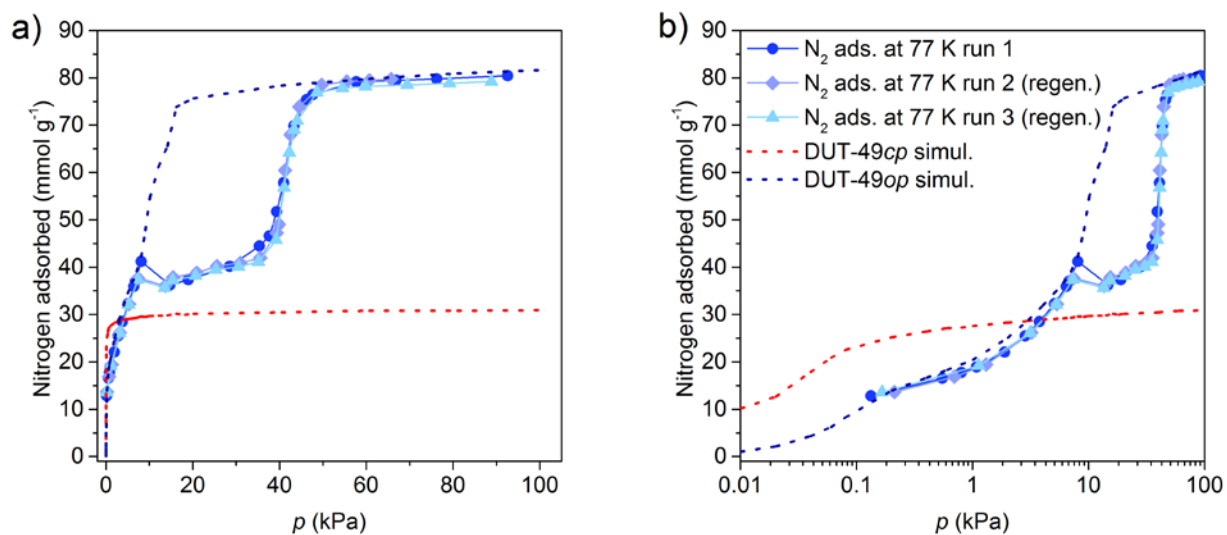 a)
90
80
70
60
50
40
30
20
10
0
Nitrogen adsorbed (mmol g⁻¹)
0 20 40 60 80 100
p (kPa)
b)
90
80
70
60
50
40
30
20
10
0
Nitrogen adsorbed (mmol g⁻¹)
N₂ ads. at 77 K run 1
N₂ ads. at 77 K run 2 (regen.)
N₂ ads. at 77 K run 3 (regen.)
DUT-49cp simul.
DUT-49op simul.
0.01 0.1 1 10 100
p (kPa)